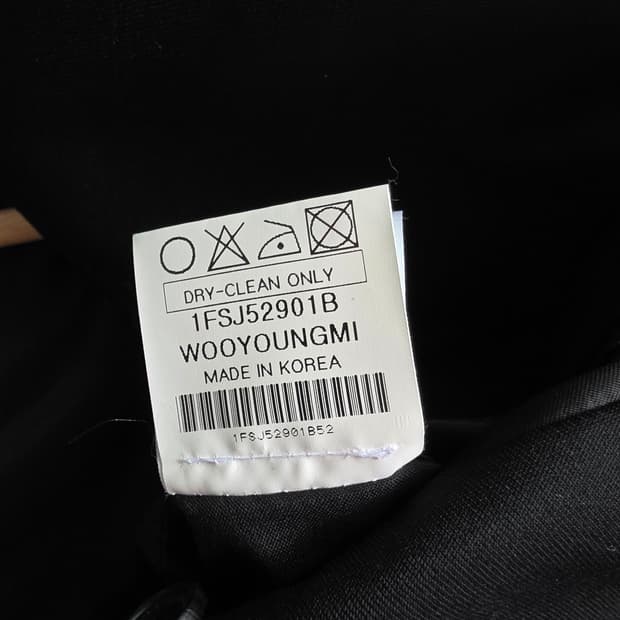 DRY-CLEAN ONLY
1FSJ52901B
WOOYOUNGMI
MADE IN KOREA
1FSJ52901B52